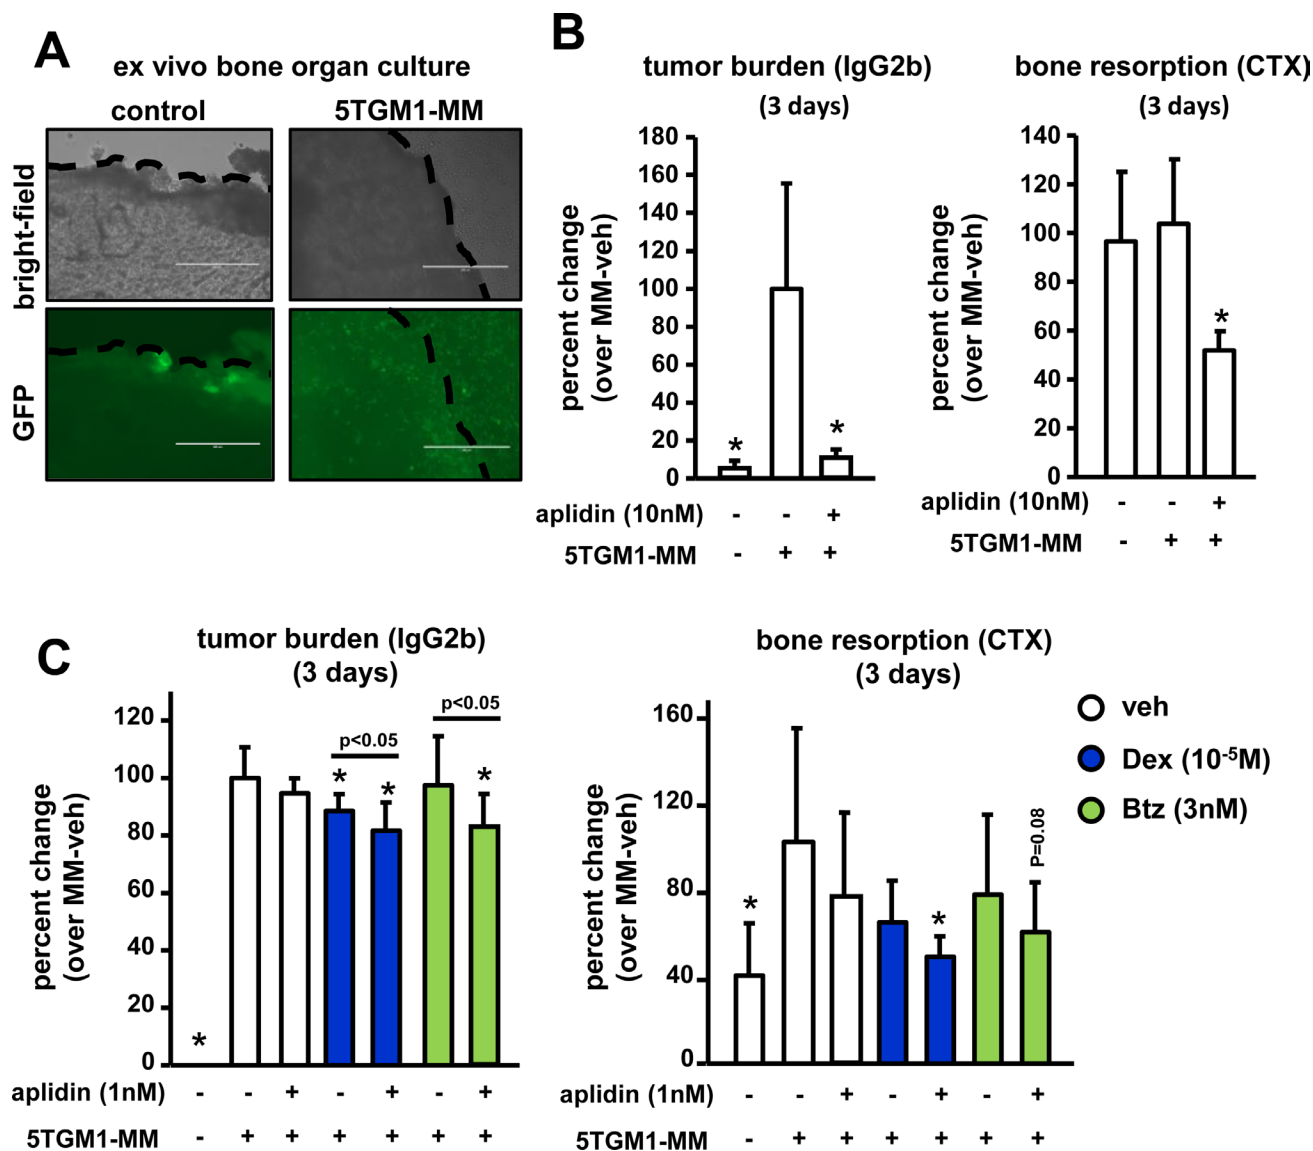 A
ex vivo bone organ culture
control
5TGM1-MM
bright-field
GFP
B
tumor burden (IgG2b)
(3 days)
percent change
(over MM-veh)
180
160
140
120
100
80
60
40
20
0
* *
aplidin (10nM) - - +
5TGM1-MM - + +
bone resorption (CTX)
(3 days)
percent change
(over MM-veh)
140
120
100
80
60
40
20
0
*
aplidin (10nM) - - +
5TGM1-MM - + +
C
tumor burden (IgG2b)
(3 days)
percent change
(over MM-veh)
120
100
80
60
40
20
0
p<0.05
p<0.05
* * * *
aplidin (1nM) - - + - + - +
5TGM1-MM - + + + + + +
bone resorption (CTX)
(3 days)
percent change
(over MM-veh)
160
120
80
40
0
* *
P=0.08
aplidin (1nM) - - + - + - +
5TGM1-MM - + + + + + +
veh
Dex (10⁻⁵M)
Btz (3nM)